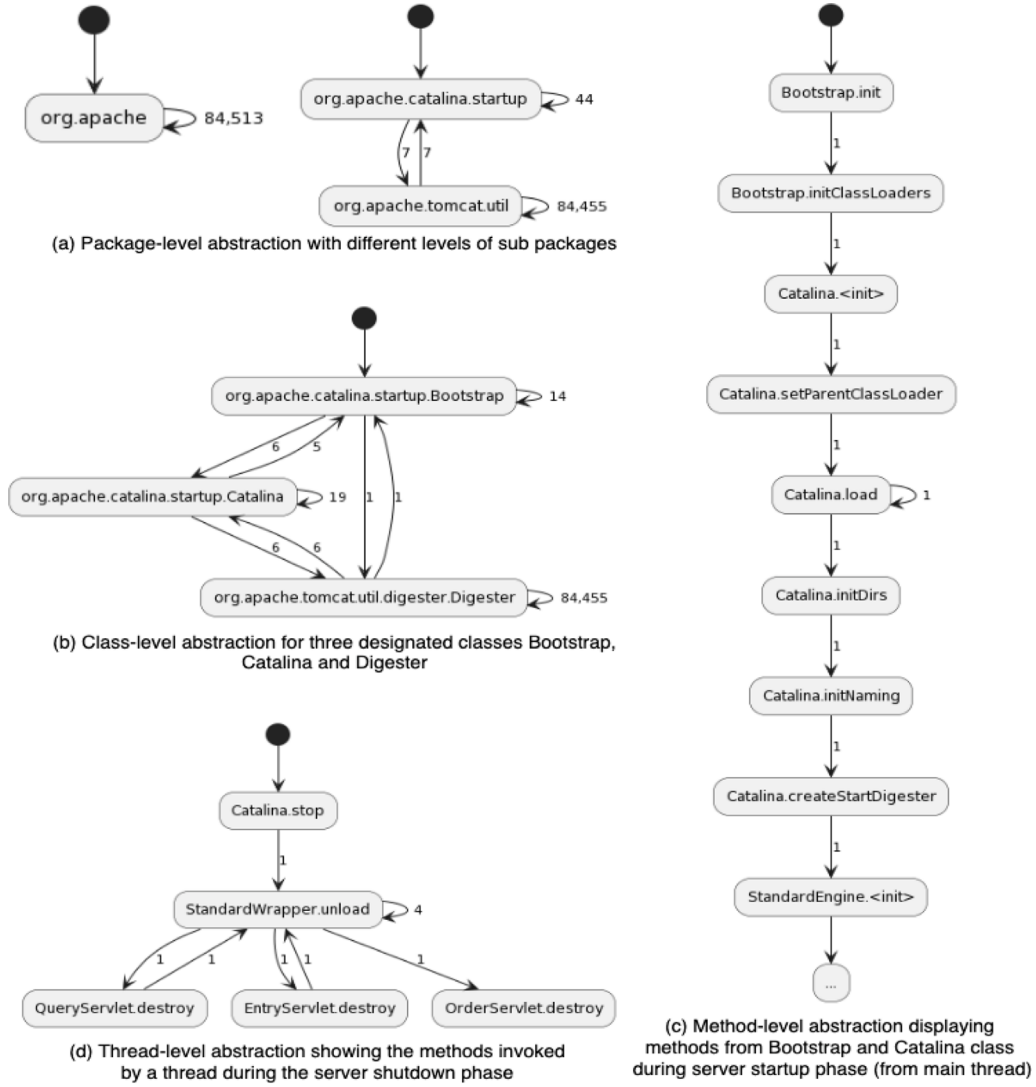 org.apache
84,513
org.apache.catalina.startup
44
7
7
org.apache.tomcat.util
84,455
(a) Package-level abstraction with different levels of sub packages
org.apache.catalina.startup.Bootstrap
14
6
5
org.apache.catalina.startup.Catalina
19
1
1
6
6
org.apache.tomcat.util.digester.Digester
84,455
(b) Class-level abstraction for three designated classes Bootstrap,
Catalina and Digester
Catalina.stop
1
StandardWrapper.unload
4
1
1
1
1
1
QueryServlet.destroy
EntryServlet.destroy
OrderServlet.destroy
(d) Thread-level abstraction showing the methods invoked
by a thread during the server shutdown phase
Bootstrap.init
1
Bootstrap.initClassLoaders
1
Catalina.<init>
1
Catalina.setParentClassLoader
1
Catalina.load
1
1
Catalina.initDirs
1
Catalina.initNaming
1
Catalina.createStartDigester
1
StandardEngine.<init>
...
(c) Method-level abstraction displaying
methods from Bootstrap and Catalina class
during server startup phase (from main thread)